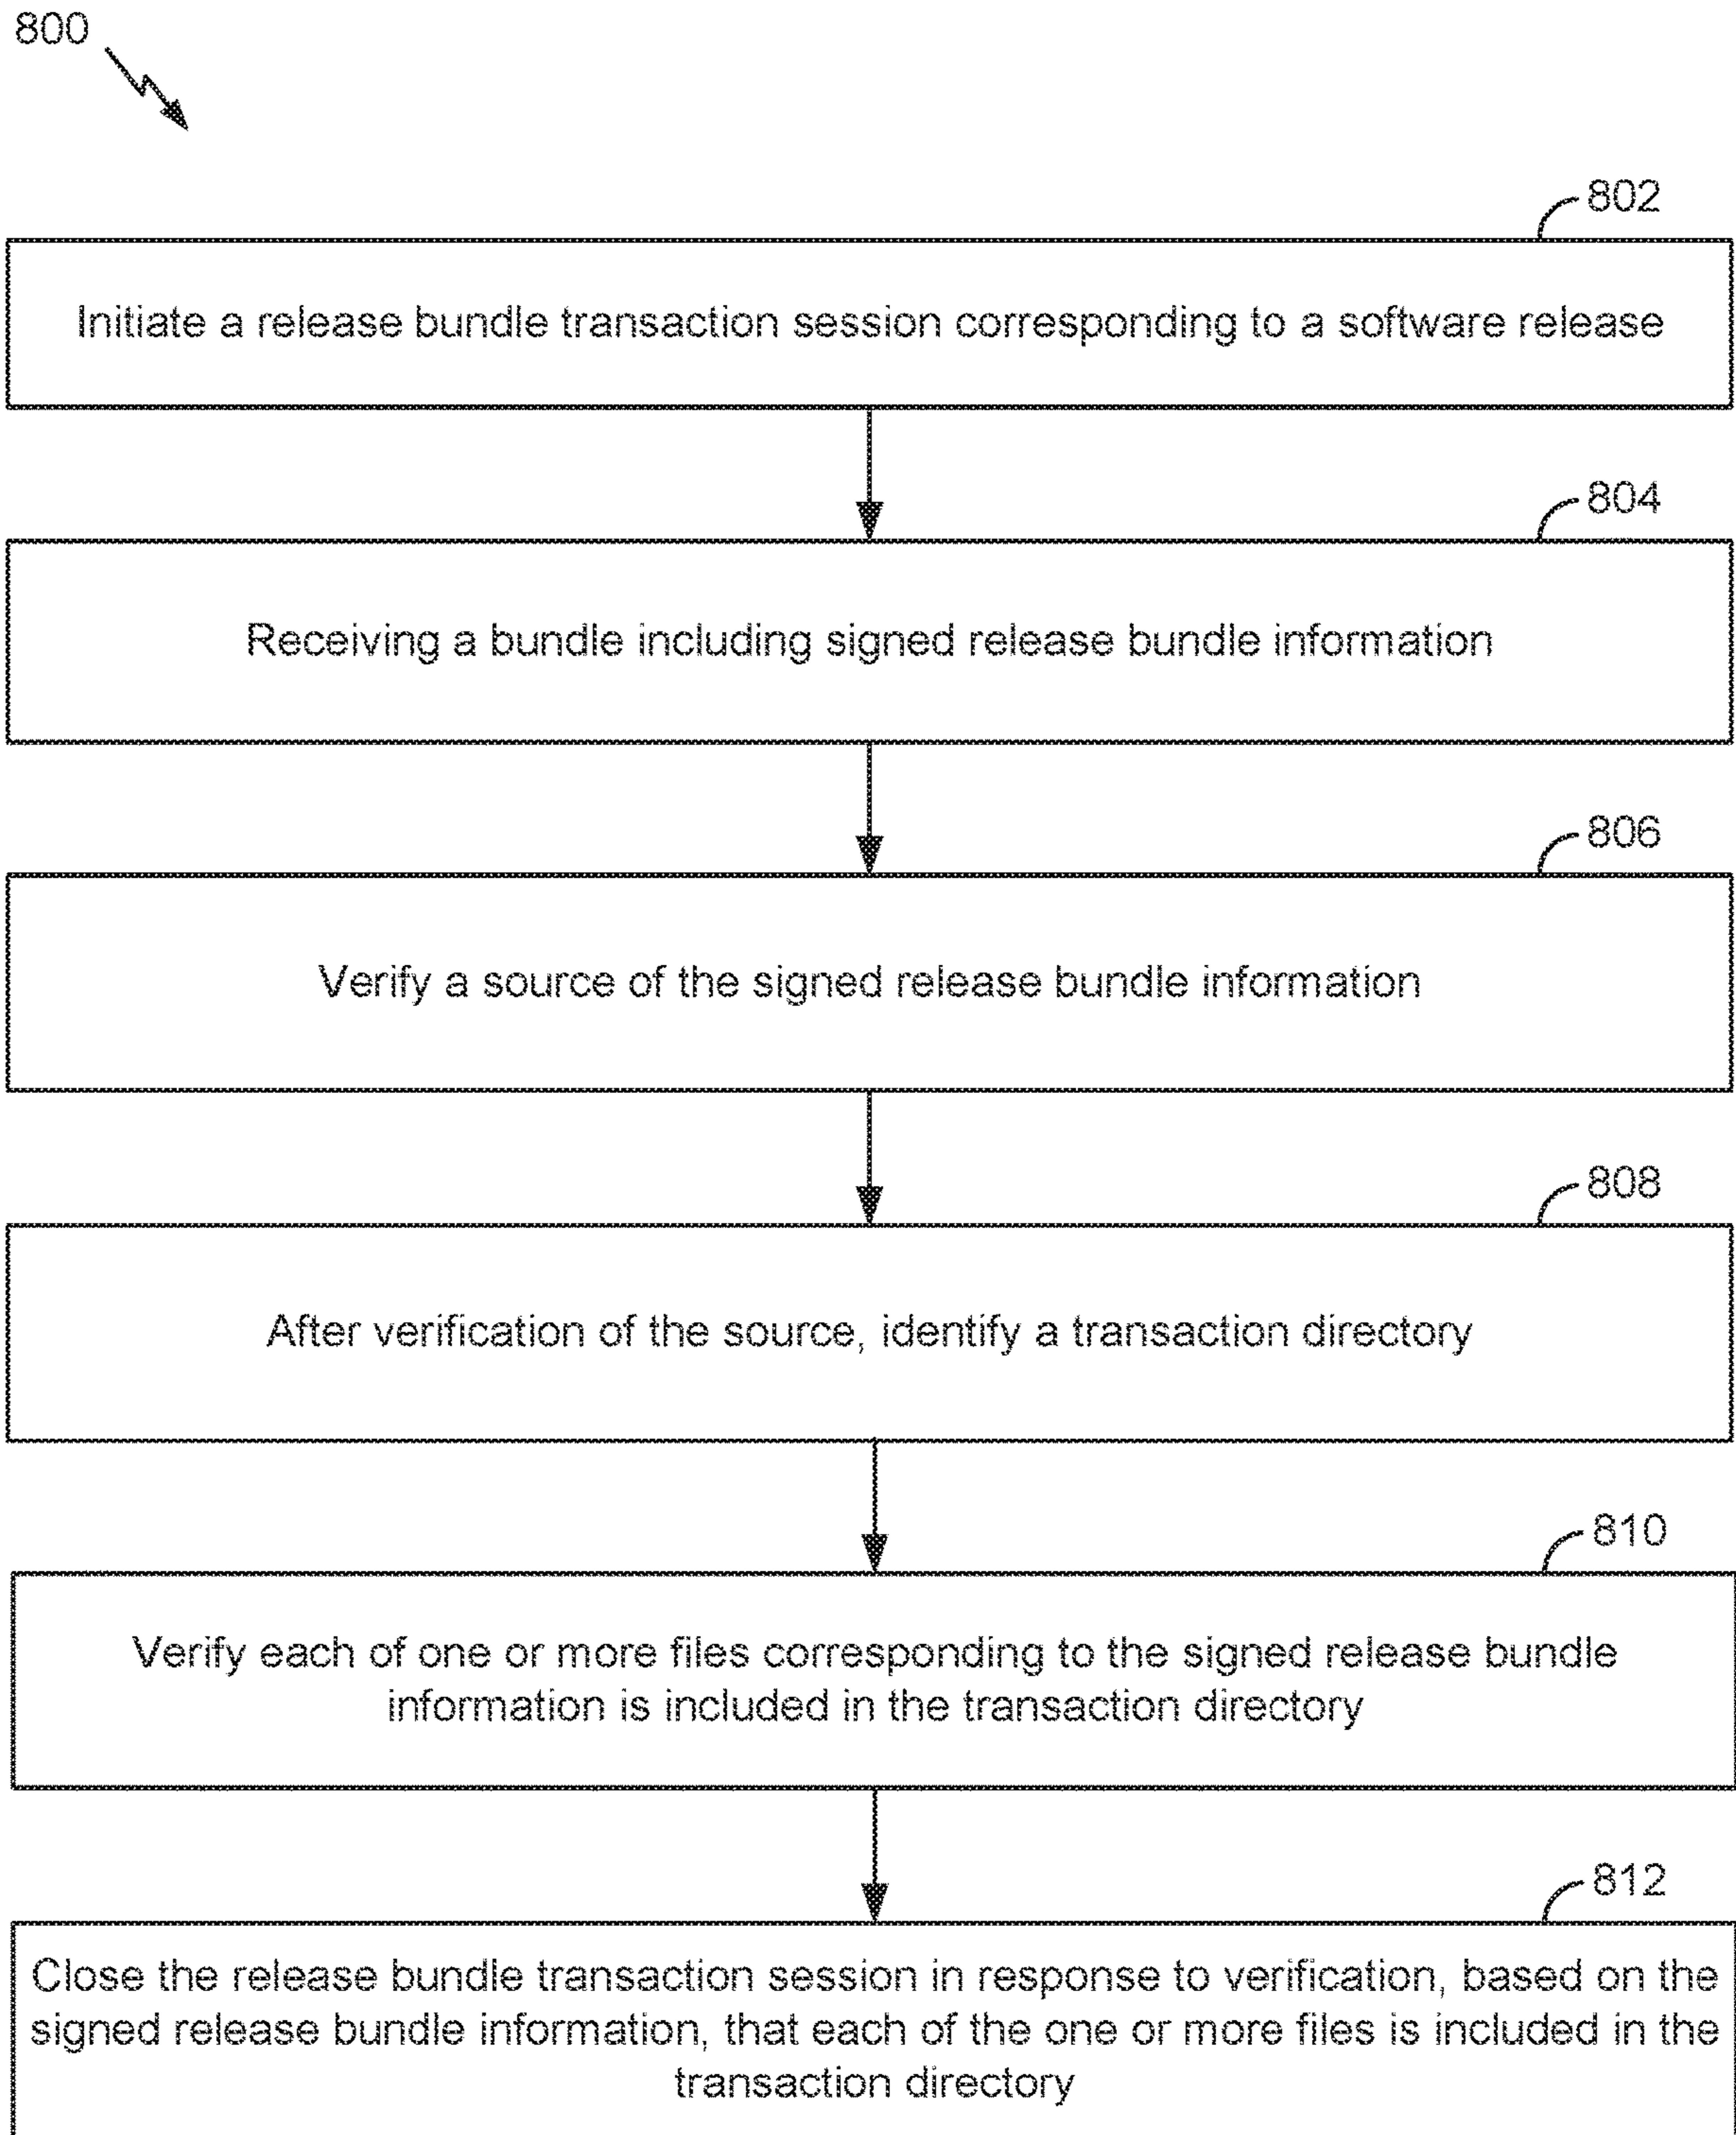 800
802
Initiate a release bundle transaction session corresponding to a software release
804
Receiving a bundle including signed release bundle information
806
Verify a source of the signed release bundle information
808
After verification of the source, identify a transaction directory
810
Verify each of one or more files corresponding to the signed release bundle
information is included in the transaction directory
812
Close the release bundle transaction session in response to verification, based on the
signed release bundle information, that each of the one or more files is included in the
transaction directory